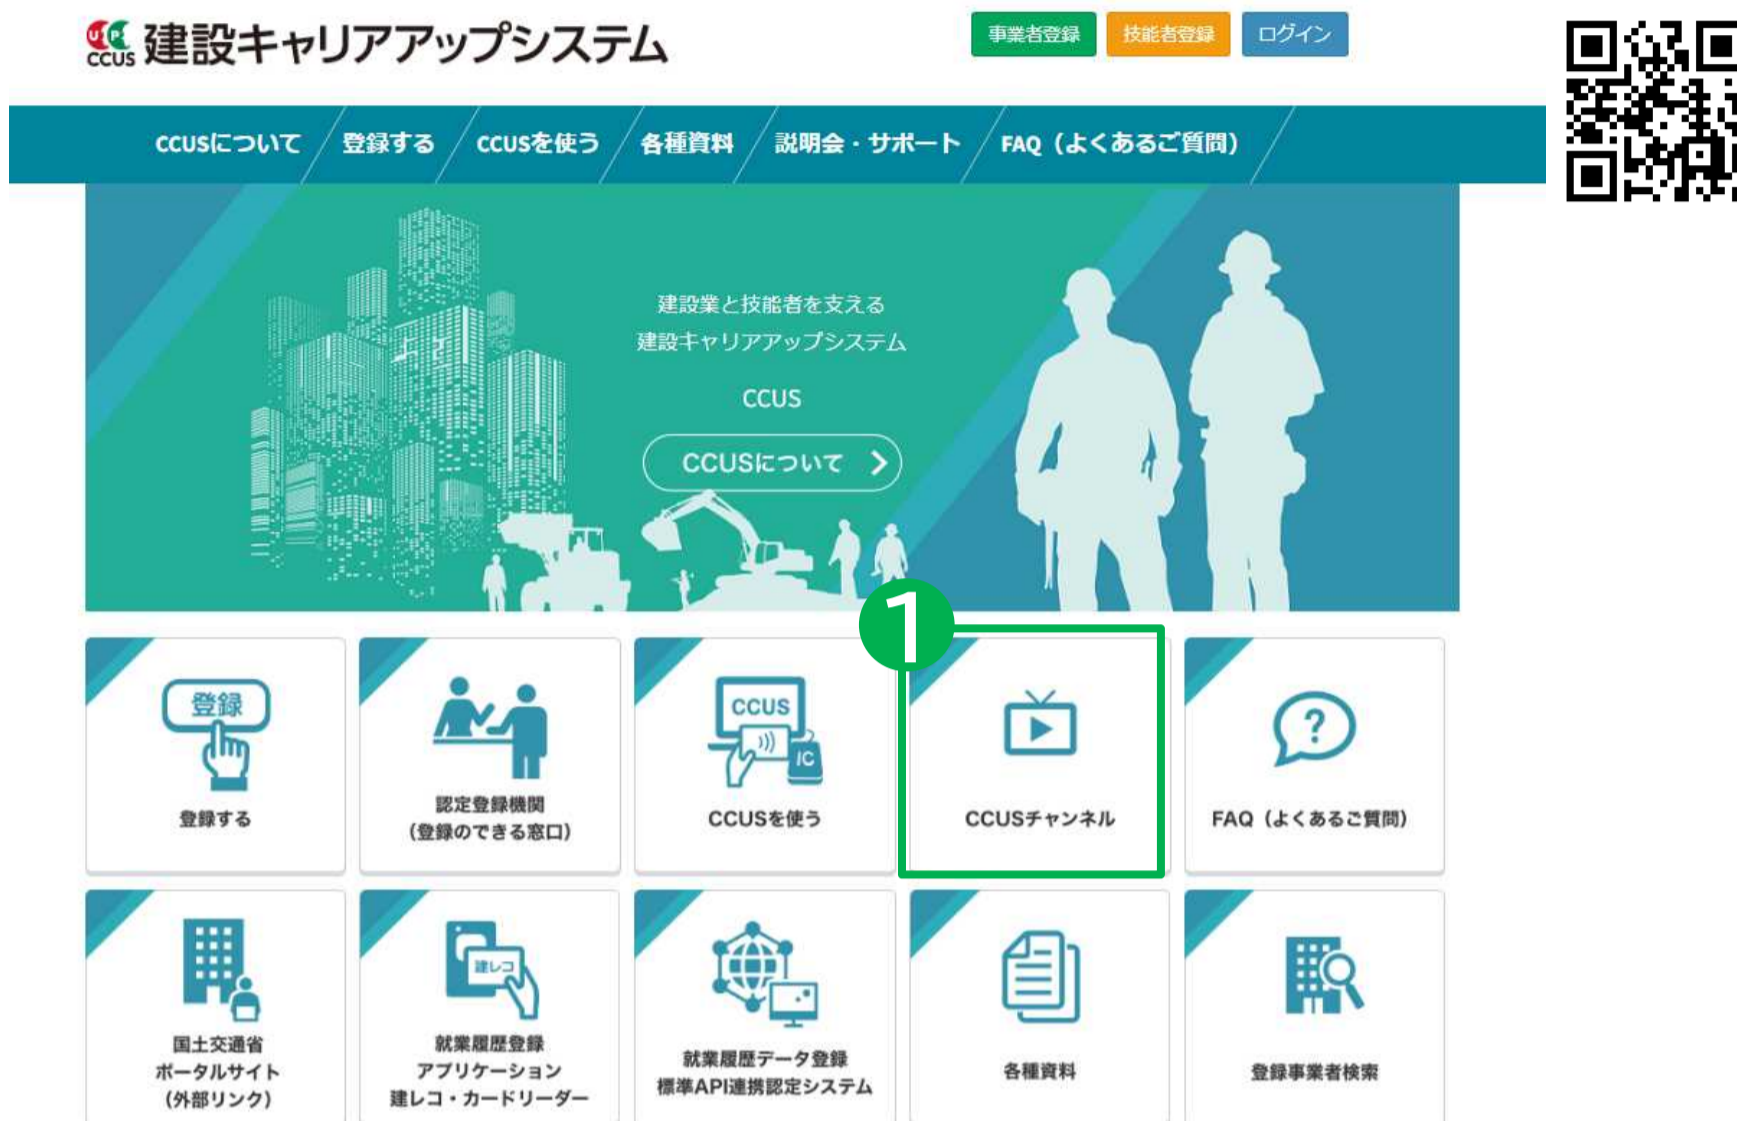 UP CCUS 建設キャリアアップシステム
事業者登録 技能者登録 ログイン
CCUSについて 登録する CCUSを使う 各種資料 説明会・サポート FAQ（よくあるご質問）
建設業と技能者を支える
建設キャリアアップシステム
CCUS
CCUSについて
1
登録
登録する
認定登録機関
（登録のできる窓口）
CCUS
IC
CCUSを使う
CCUSチャンネル
?
FAQ（よくあるご質問）
国土交通省
ポータルサイト
（外部リンク）
建レコ
就業履歴登録
アプリケーション
建レコ・カードリーダー
就業履歴データ登録
標準API連携認定システム
各種資料
登録事業者検索